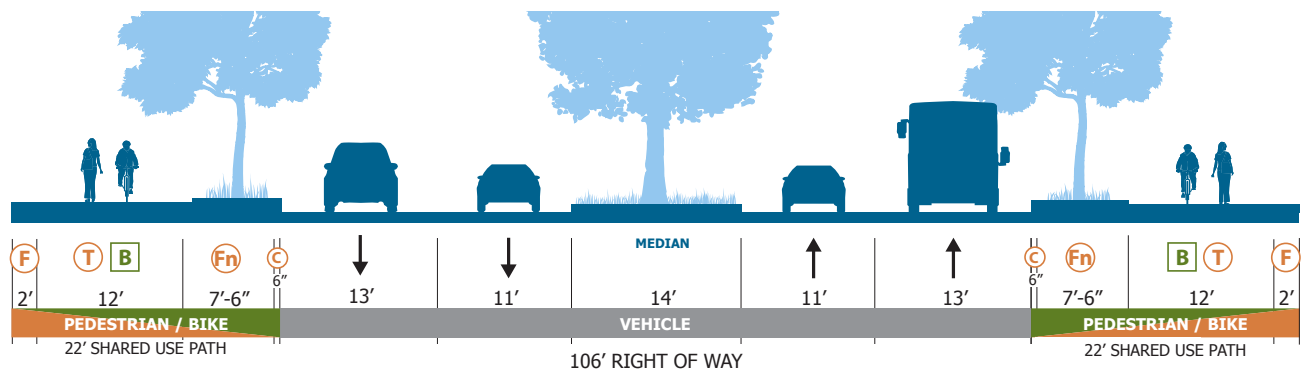 MEDIAN
F T B Fn C C Fn B T F
6” 6”
2’ 12’ 7’-6” 13’ 11’ 14’ 11’ 13’ 7’-6” 12’ 2’
PEDESTRIAN / BIKE VEHICLE PEDESTRIAN / BIKE
22’ SHARED USE PATH 22’ SHARED USE PATH
106’ RIGHT OF WAY